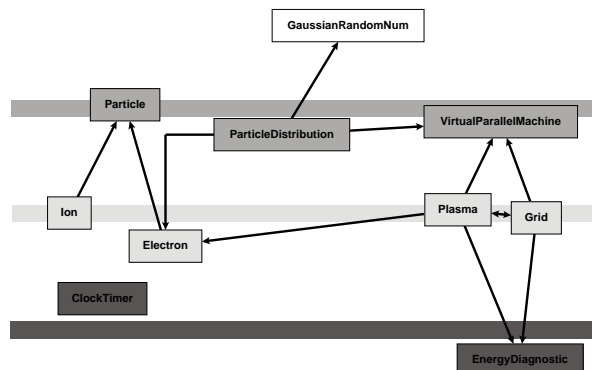 GaussianRandomNum
Particle
ParticleDistribution
VirtualParallelMachine
Ion
Electron
Plasma
Grid
ClockTimer
EnergyDiagnostic